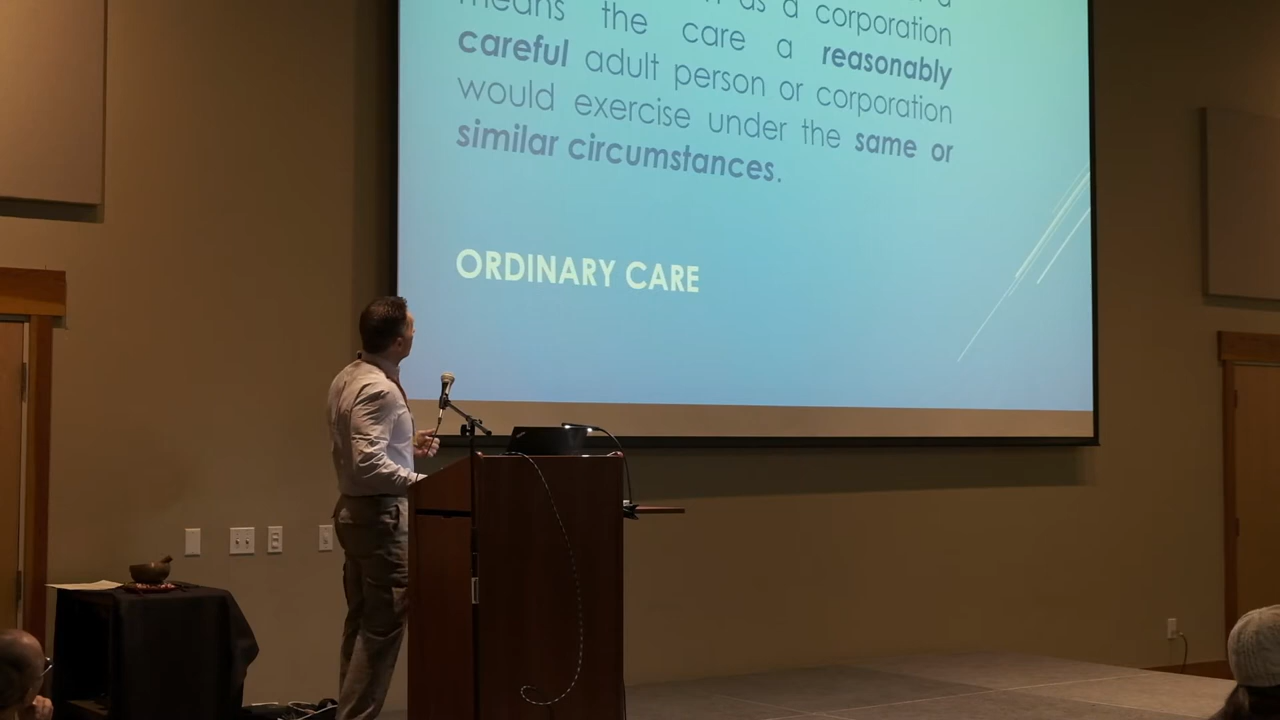 as a corporation
means the care a reasonably
careful adult person or corporation
would exercise under the same or
similar circumstances.
ORDINARY CARE